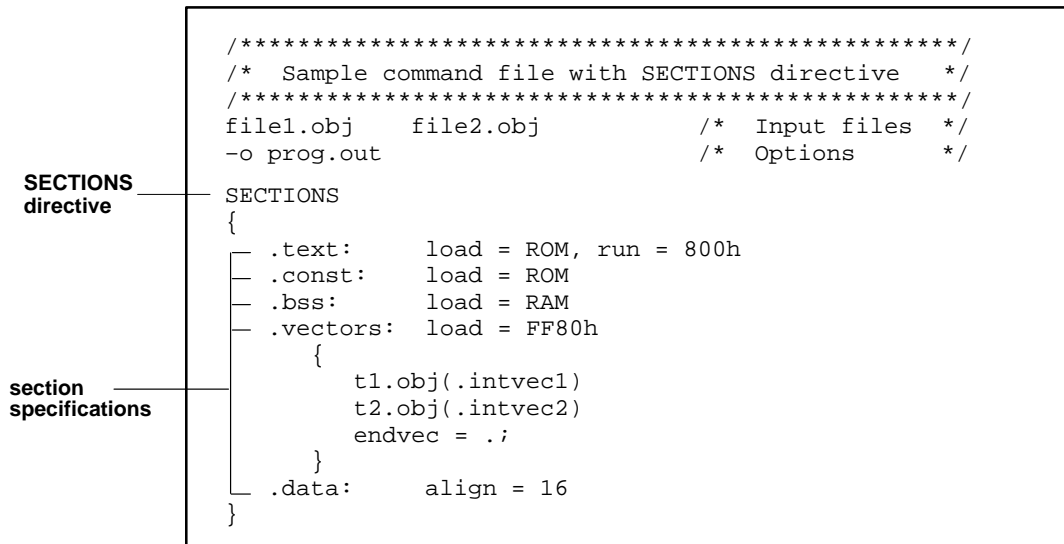 /**************************************************/
/*  Sample command file with SECTIONS directive   */
/**************************************************/
file1.obj    file2.obj           /*  Input files  */
–o prog.out                      /*  Options      */
SECTIONS
directive
SECTIONS
{
.text:     load = ROM, run = 800h
.const:    load = ROM
.bss:      load = RAM
.vectors:  load = FF80h
{
t1.obj(.intvec1)
t2.obj(.intvec2)
endvec = .;
}
section
specifications
.data:     align = 16
}